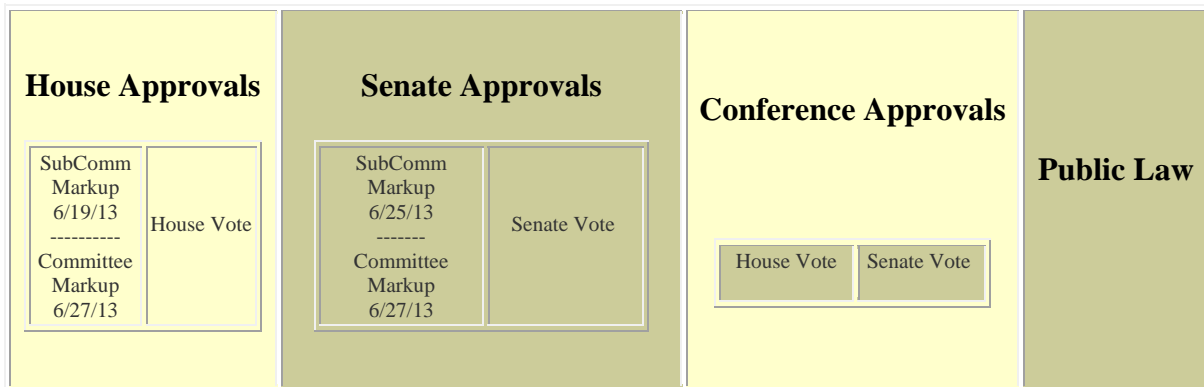 House Approvals
SubComm
Markup
6/19/13
----------
Committee
Markup
6/27/13
House Vote
Senate Approvals
SubComm
Markup
6/25/13
-------
Committee
Markup
6/27/13
Senate Vote
Conference Approvals
House Vote
Senate Vote
Public Law